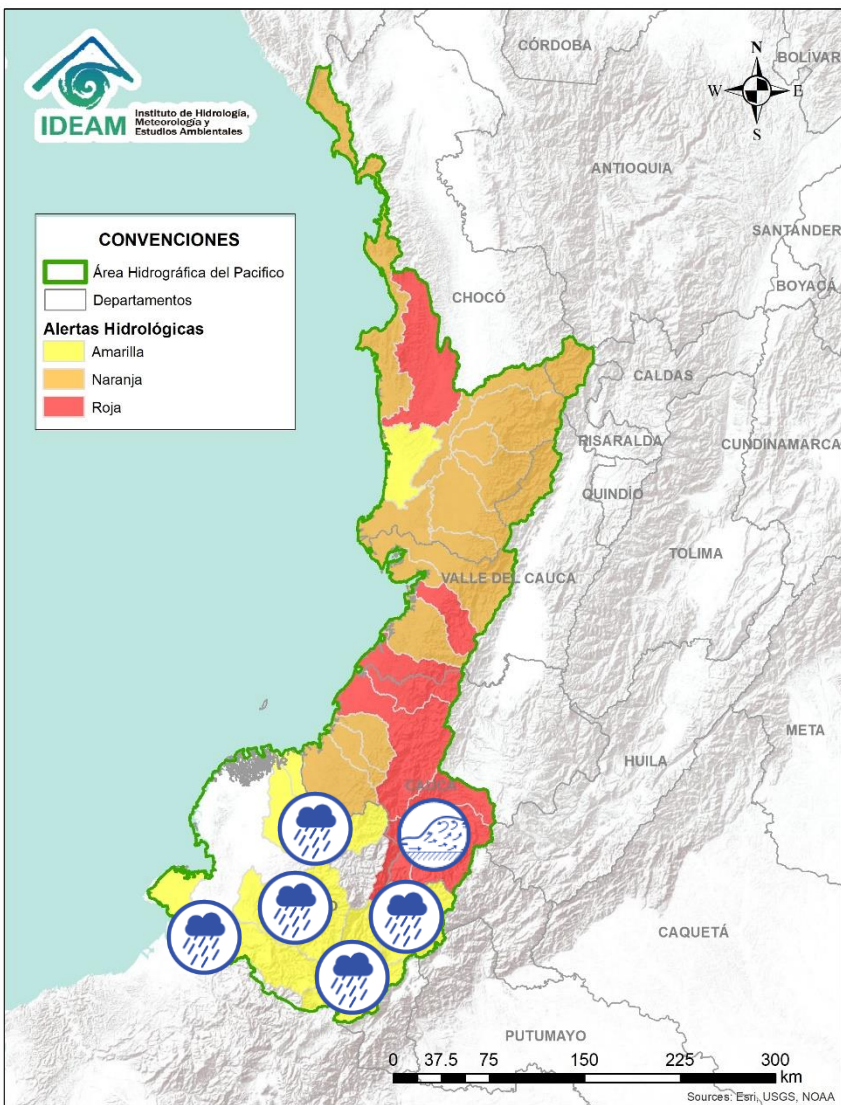 IDEAM
Instituto de Hidrología,
Meteorología y
Estudios Ambientales
N
W
E
S
CONVENCIONES
Área Hidrográfica del Pacifico
Departamentos
Alertas Hidrológicas
Amarilla
Naranja
Roja
CÓRDOBA
BOLÍVAR
ANTIOQUIA
SANTANDER
BOYACÁ
CHOCÓ
CALDAS
RISARALDA
CUNDINAMARCA
QUINDÍO
TOLIMA
VALLE DEL CAUCA
META
HUILA
CAUCA
CAQUETÁ
PUTUMAYO
0 37.5 75 150 225 300
km
Sources: Esri, USGS, NOAA